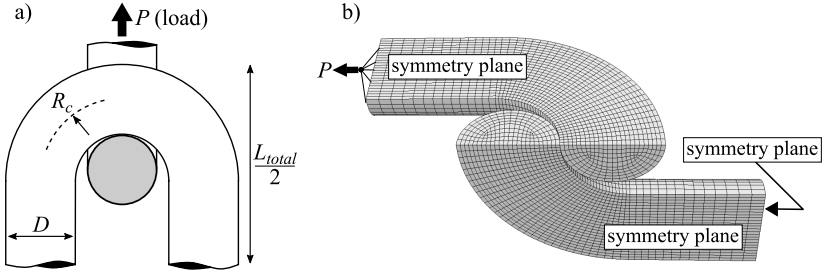 a)
P (load)
R_c
D
L_total
2
b)
P
symmetry plane
symmetry plane
symmetry plane